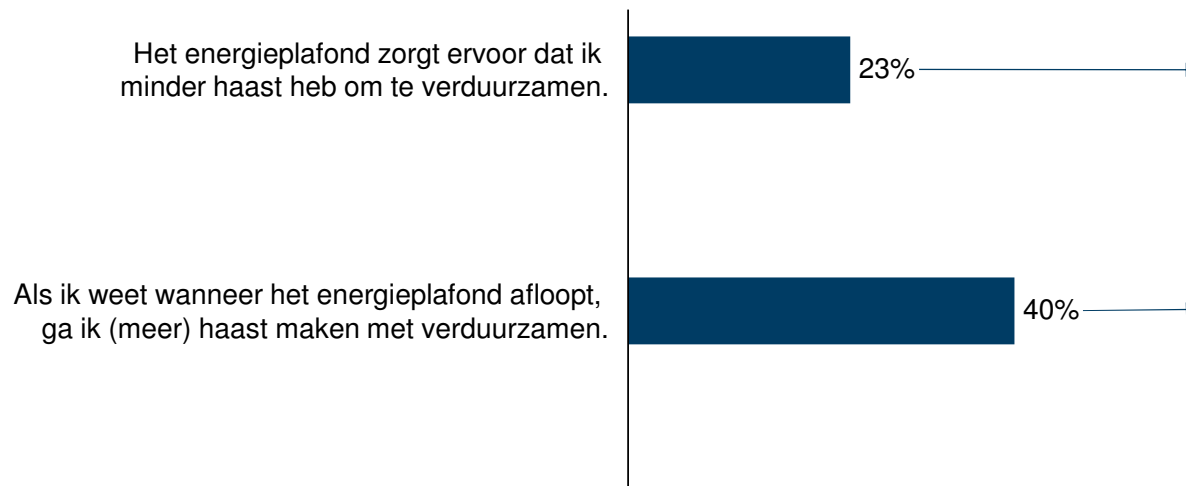 Het energieplafond zorgt ervoor dat ik
minder haast heb om te verduurzamen.
23%
Als ik weet wanneer het energieplafond afloopt,
ga ik (meer) haast maken met verduurzamen.
40%